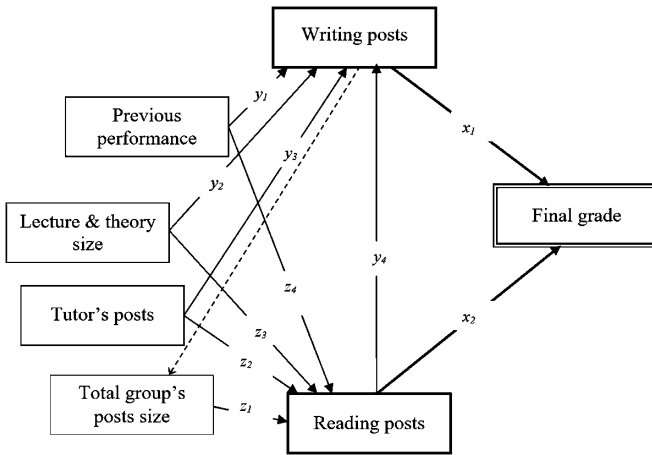 Writing posts
y1
Previous
performance
x1
y3
y2
Lecture & theory
size
Final grade
y4
z4
Tutor's posts
x2
z3
z2
Total group's
posts size
z1
Reading posts